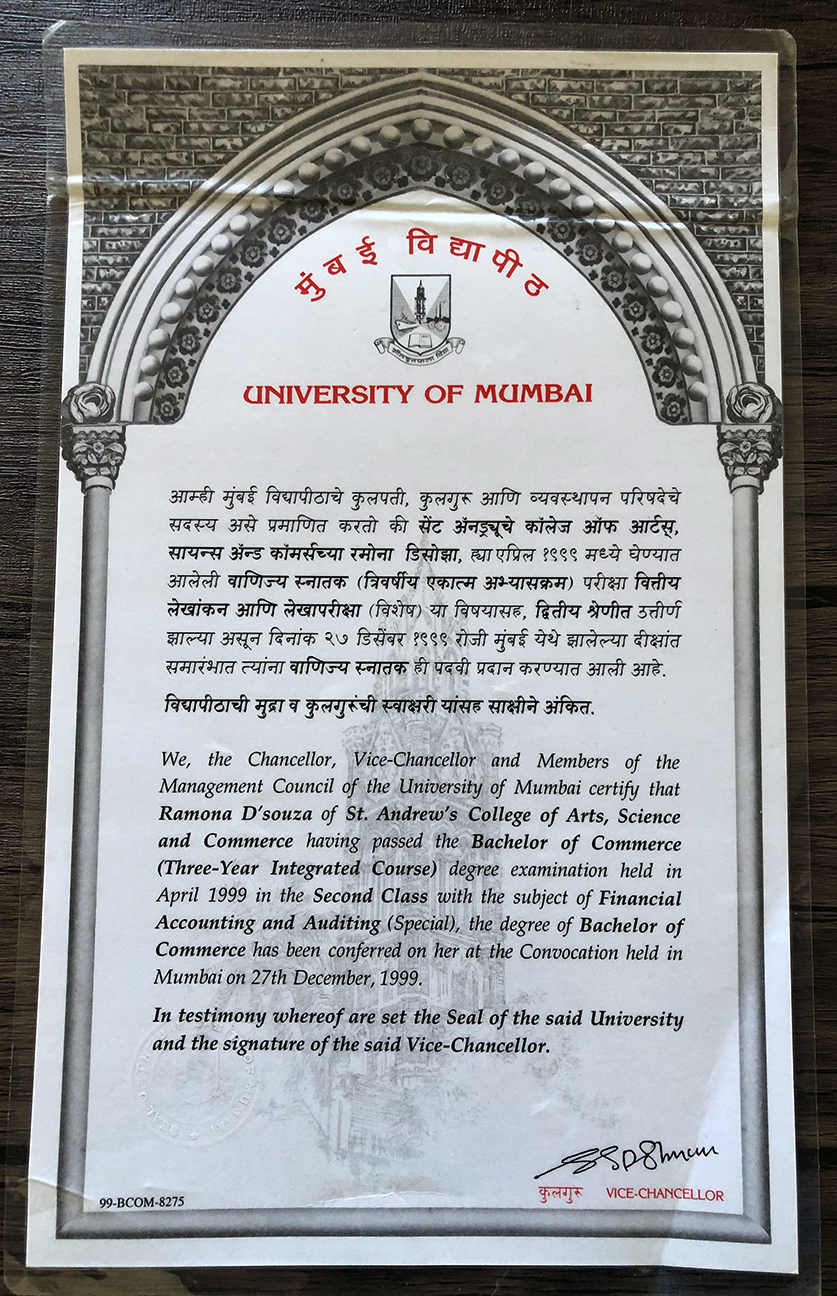 मुंबई विद्यापीठ
शीलवृतफला विद्या
UNIVERSITY OF MUMBAI
आम्ही मुंबई विद्यापीठाचे कुलपती, कुलगुरू आणि व्यवस्थापन परिषदेचे
सदस्य असे प्रमाणित करतो की सेंट ॲनड्र्यूचे कॉलेज ऑफ आर्टस्,
सायन्स ॲन्ड कॉमर्सच्या रमोना डिसोझा, ह्या एप्रिल १९९९ मध्ये घेण्यात
आलेली वाणिज्य स्नातक (त्रिवर्षीय एकात्म अभ्यासक्रम) परीक्षा वित्तीय
लेखांकन आणि लेखापरीक्षा (विशेष) या विषयासह, द्वितीय श्रेणीत उत्तीर्ण
झाल्या असून दिनांक २७ डिसेंबर १९९९ रोजी मुंबई येथे झालेल्या दीक्षांत
समारंभात त्यांना वाणिज्य स्नातक ही पदवी प्रदान करण्यात आली आहे.
विद्यापीठाची मुद्रा व कुलगुरूंची स्वाक्षरी यांसह साक्षीने अंकित.
We, the Chancellor, Vice-Chancellor and Members of the
Management Council of the University of Mumbai certify that
Ramona D'souza of St. Andrew's College of Arts, Science
and Commerce having passed the Bachelor of Commerce
(Three-Year Integrated Course) degree examination held in
April 1999 in the Second Class with the subject of Financial
Accounting and Auditing (Special), the degree of Bachelor of
Commerce has been conferred on her at the Convocation held in
Mumbai on 27th December, 1999.
In testimony whereof are set the Seal of the said University
and the signature of the said Vice-Chancellor.
कुलगुरू VICE-CHANCELLOR
99-BCOM-8275